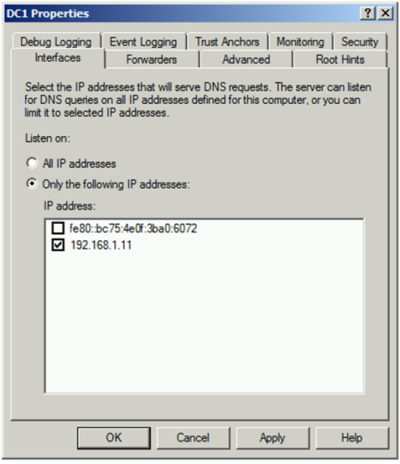 DC1 Properties
Debug Logging Event Logging Trust Anchors Monitoring Security
Interfaces Forwarders Advanced Root Hints
Select the IP addresses that will serve DNS requests. The server can listen
for DNS queries on all IP addresses defined for this computer, or you can
limit it to selected IP addresses.
Listen on:
All IP addresses
Only the following IP addresses:
IP address:
fe80::bc75:4e0f:3ba0:6072
192.168.1.11
OK Cancel Apply Help